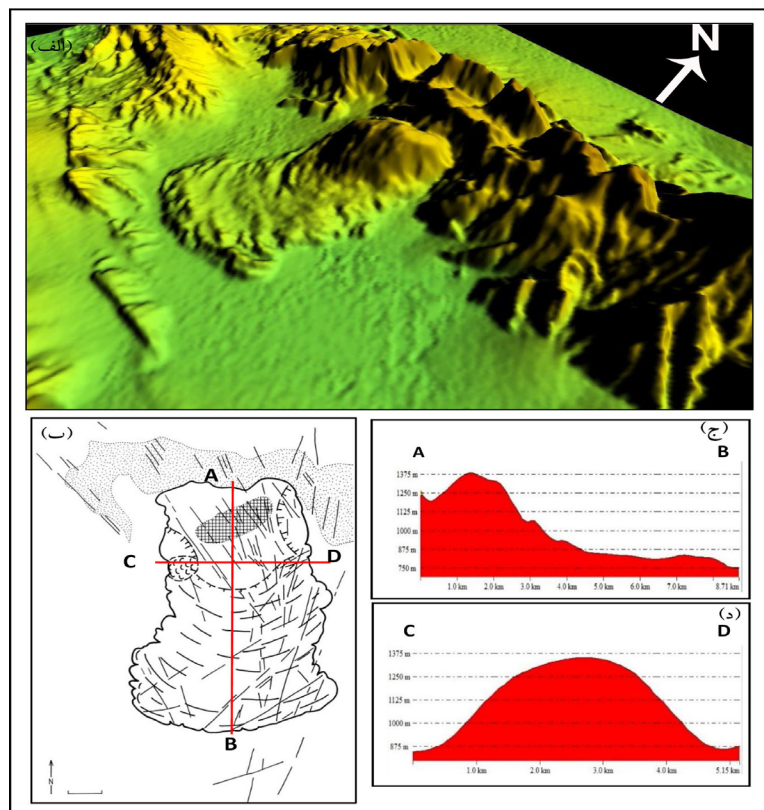 (الف)
N
(ب)
A
C
D
B
N
(ج)
A
B
1375 m
1250 m
1125 m
1000 m
875 m
750 m
1.0 km
2.0 km
3.0 km
4.0 km
5.0 km
6.0 km
7.0 km
8.71 km
(د)
C
D
1375 m
1250 m
1125 m
1000 m
875 m
1.0 km
2.0 km
3.0 km
4.0 km
5.15 km